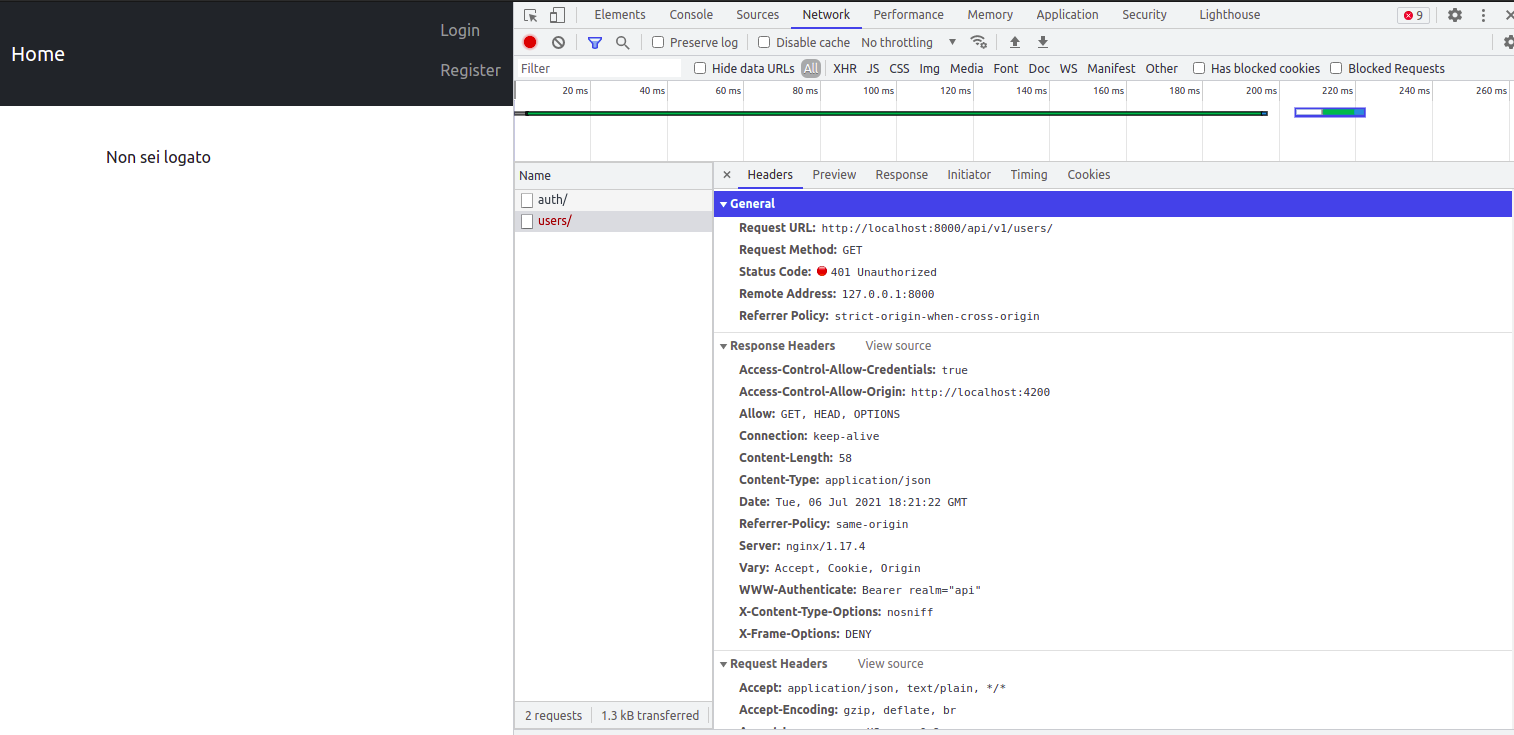 Home
Login
Register
Non sei logato
Elements Console Sources Network Performance Memory Application Security Lighthouse 9
Preserve log Disable cache No throttling
Filter Hide data URLs All XHR JS CSS Img Media Font Doc WS Manifest Other Has blocked cookies Blocked Requests
20 ms 40 ms 60 ms 80 ms 100 ms 120 ms 140 ms 160 ms 180 ms 200 ms 220 ms 240 ms 260 ms
Name
auth/
users/
2 requests 1.3 kB transferred
Headers Preview Response Initiator Timing Cookies
General
Request URL: http://localhost:8000/api/v1/users/
Request Method: GET
Status Code: 401 Unauthorized
Remote Address: 127.0.0.1:8000
Referrer Policy: strict-origin-when-cross-origin
Response Headers View source
Access-Control-Allow-Credentials: true
Access-Control-Allow-Origin: http://localhost:4200
Allow: GET, HEAD, OPTIONS
Connection: keep-alive
Content-Length: 58
Content-Type: application/json
Date: Tue, 06 Jul 2021 18:21:22 GMT
Referrer-Policy: same-origin
Server: nginx/1.17.4
Vary: Accept, Cookie, Origin
WWW-Authenticate: Bearer realm="api"
X-Content-Type-Options: nosniff
X-Frame-Options: DENY
Request Headers View source
Accept: application/json, text/plain, */*
Accept-Encoding: gzip, deflate, br